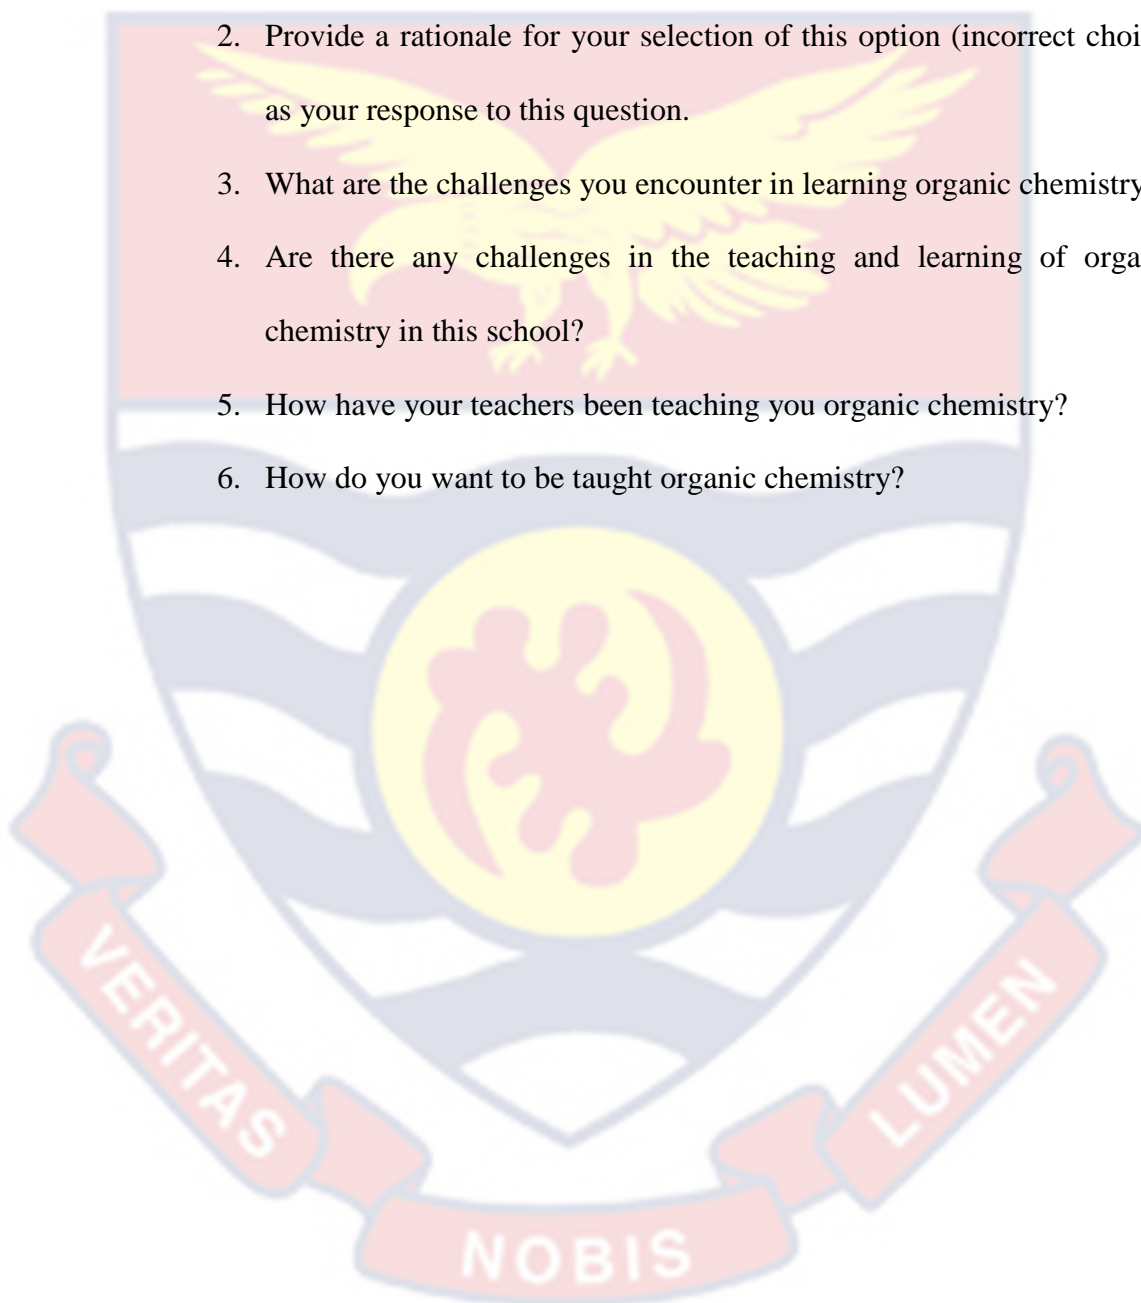 2. Provide a rationale for your selection of this option (incorrect choi
as your response to this question.
3. What are the challenges you encounter in learning organic chemistry
4. Are there any challenges in the teaching and learning of orga
chemistry in this school?
5. How have your teachers been teaching you organic chemistry?
6. How do you want to be taught organic chemistry?
VERITAS
NOBIS
LUMEN